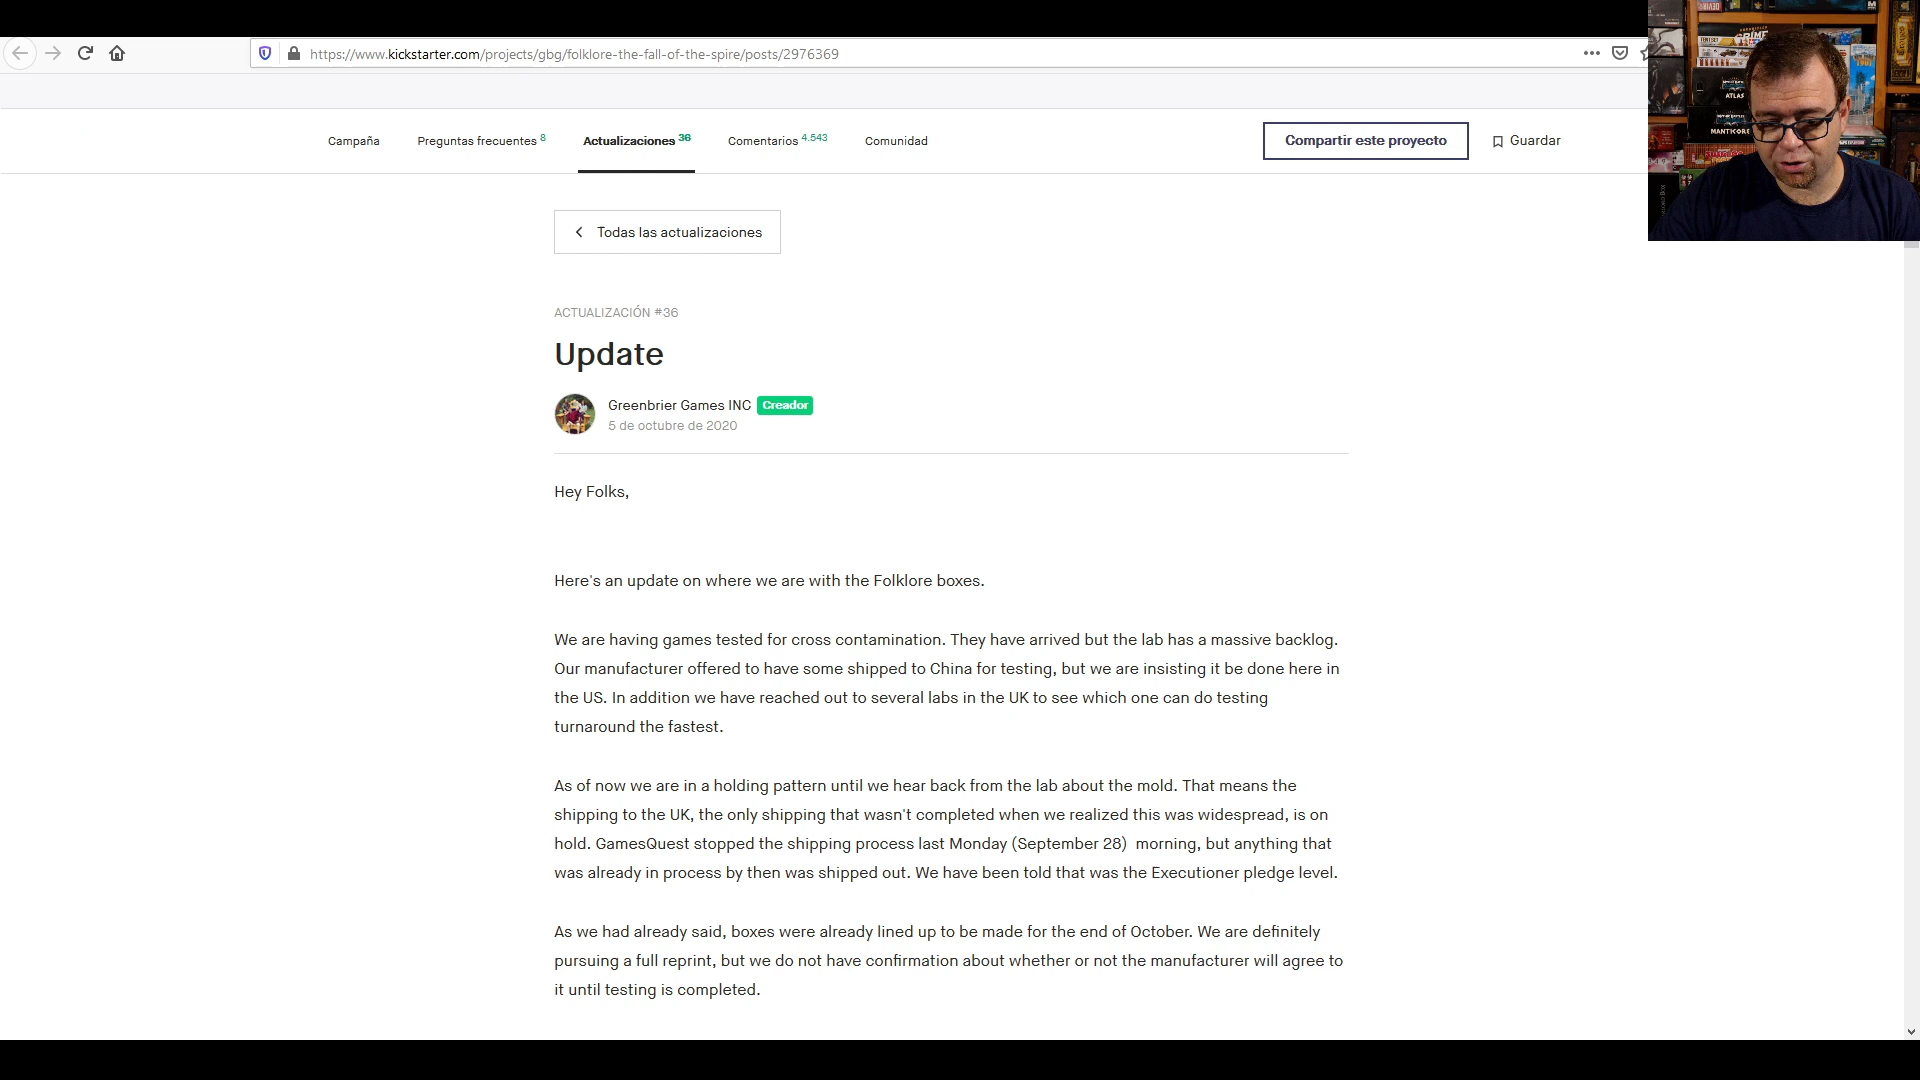 https://www.kickstarter.com/projects/gbg/folklore-the-fall-of-the-spire/posts/2976369
Campaña Preguntas frecuentes 8 Actualizaciones 36 Comentarios 4.543 Comunidad Compartir este proyecto Guardar
Todas las actualizaciones
ACTUALIZACIÓN #36
Update
Greenbrier Games INC Creador
5 de octubre de 2020
Hey Folks,
Here's an update on where we are with the Folklore boxes.
We are having games tested for cross contamination. They have arrived but the lab has a massive backlog.
Our manufacturer offered to have some shipped to China for testing, but we are insisting it be done here in
the US. In addition we have reached out to several labs in the UK to see which one can do testing
turnaround the fastest.
As of now we are in a holding pattern until we hear back from the lab about the mold. That means the
shipping to the UK, the only shipping that wasn't completed when we realized this was widespread, is on
hold. GamesQuest stopped the shipping process last Monday (September 28)  morning, but anything that
was already in process by then was shipped out. We have been told that was the Executioner pledge level.
As we had already said, boxes were already lined up to be made for the end of October. We are definitely
pursuing a full reprint, but we do not have confirmation about whether or not the manufacturer will agree to
it until testing is completed.
ATLAS
MANTICORE